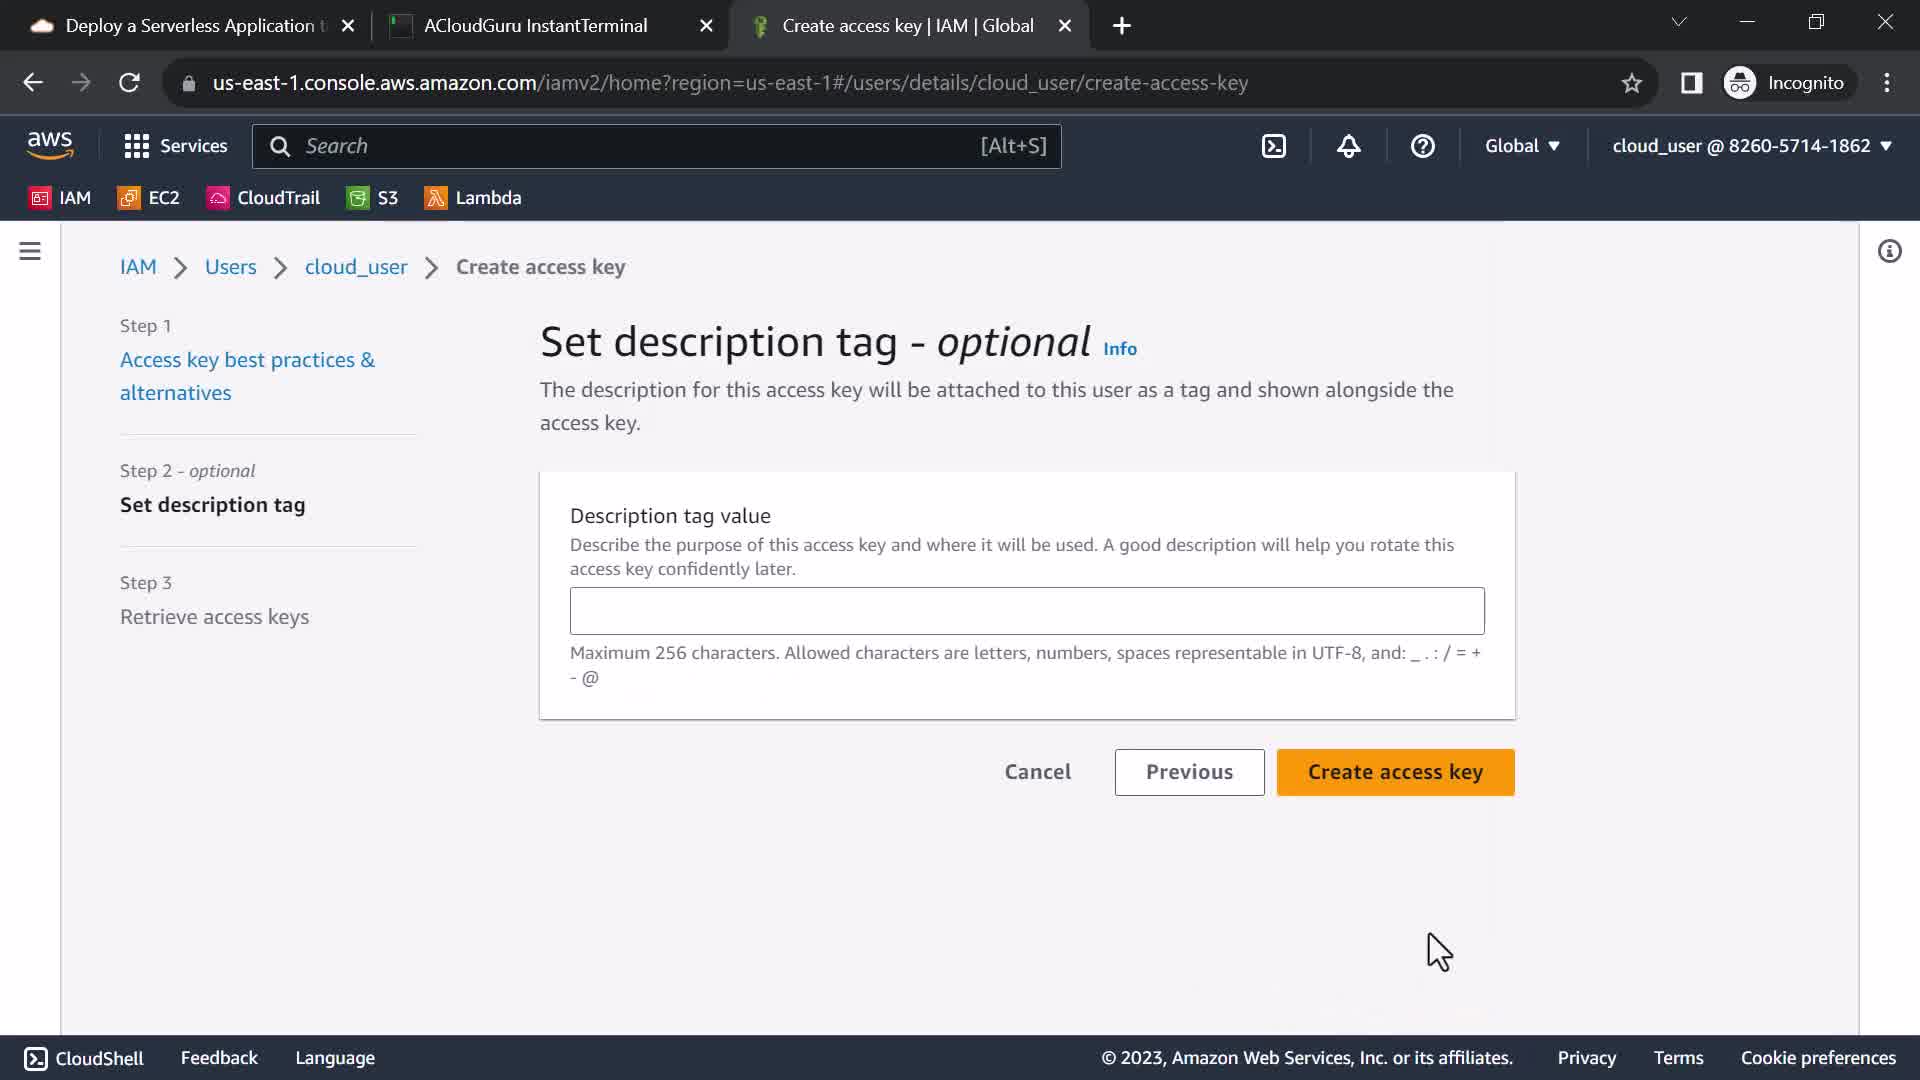 Deploy a Serverless Application t
ACloudGuru InstantTerminal
Create access key | IAM | Global
us-east-1.console.aws.amazon.com/iamv2/home?region=us-east-1#/users/details/cloud_user/create-access-key
Incognito
aws
Services
Search
[Alt+S]
Global
cloud_user @ 8260-5714-1862
IAM
EC2
CloudTrail
S3
Lambda
IAM > Users > cloud_user > Create access key
Step 1
Access key best practices &
alternatives
Step 2 - optional
Set description tag
Step 3
Retrieve access keys
Set description tag - optional Info
The description for this access key will be attached to this user as a tag and shown alongside the
access key.
Description tag value
Describe the purpose of this access key and where it will be used. A good description will help you rotate this
access key confidently later.
Maximum 256 characters. Allowed characters are letters, numbers, spaces representable in UTF-8, and: _ . : / = +
- @
Cancel
Previous
Create access key
CloudShell
Feedback
Language
© 2023, Amazon Web Services, Inc. or its affiliates.
Privacy
Terms
Cookie preferences